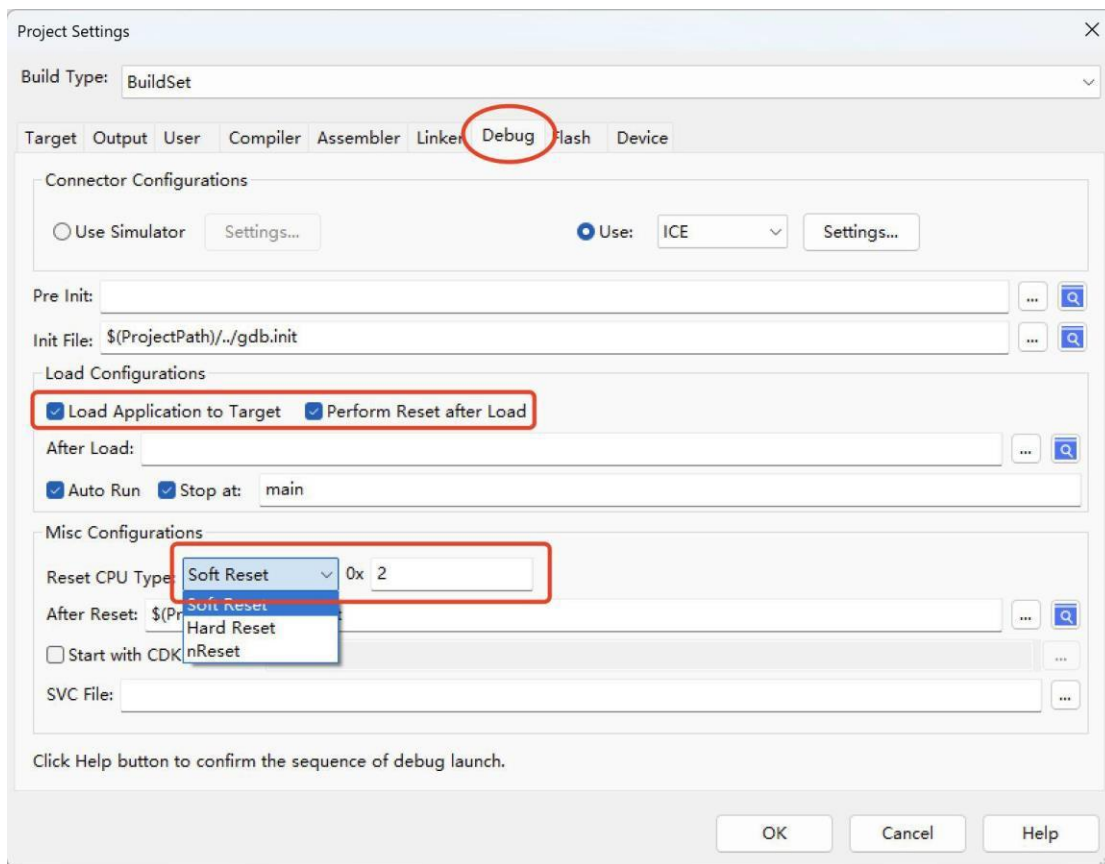 Project Settings
Build Type: BuildSet
Target Output User Compiler Assembler Linker Debug Flash Device
Connector Configurations
Use Simulator Settings... Use: ICE Settings...
Pre Init: ...
Init File: $(ProjectPath)/../gdb.init ...
Load Configurations
Load Application to Target Perform Reset after Load
After Load: ...
Auto Run Stop at: main
Misc Configurations
Reset CPU Type: Soft Reset 0x 2
Soft Reset
After Reset: $(Pr ...
Hard Reset
Start with CDK ...
nReset
SVC File: ...
Click Help button to confirm the sequence of debug launch.
OK Cancel Help